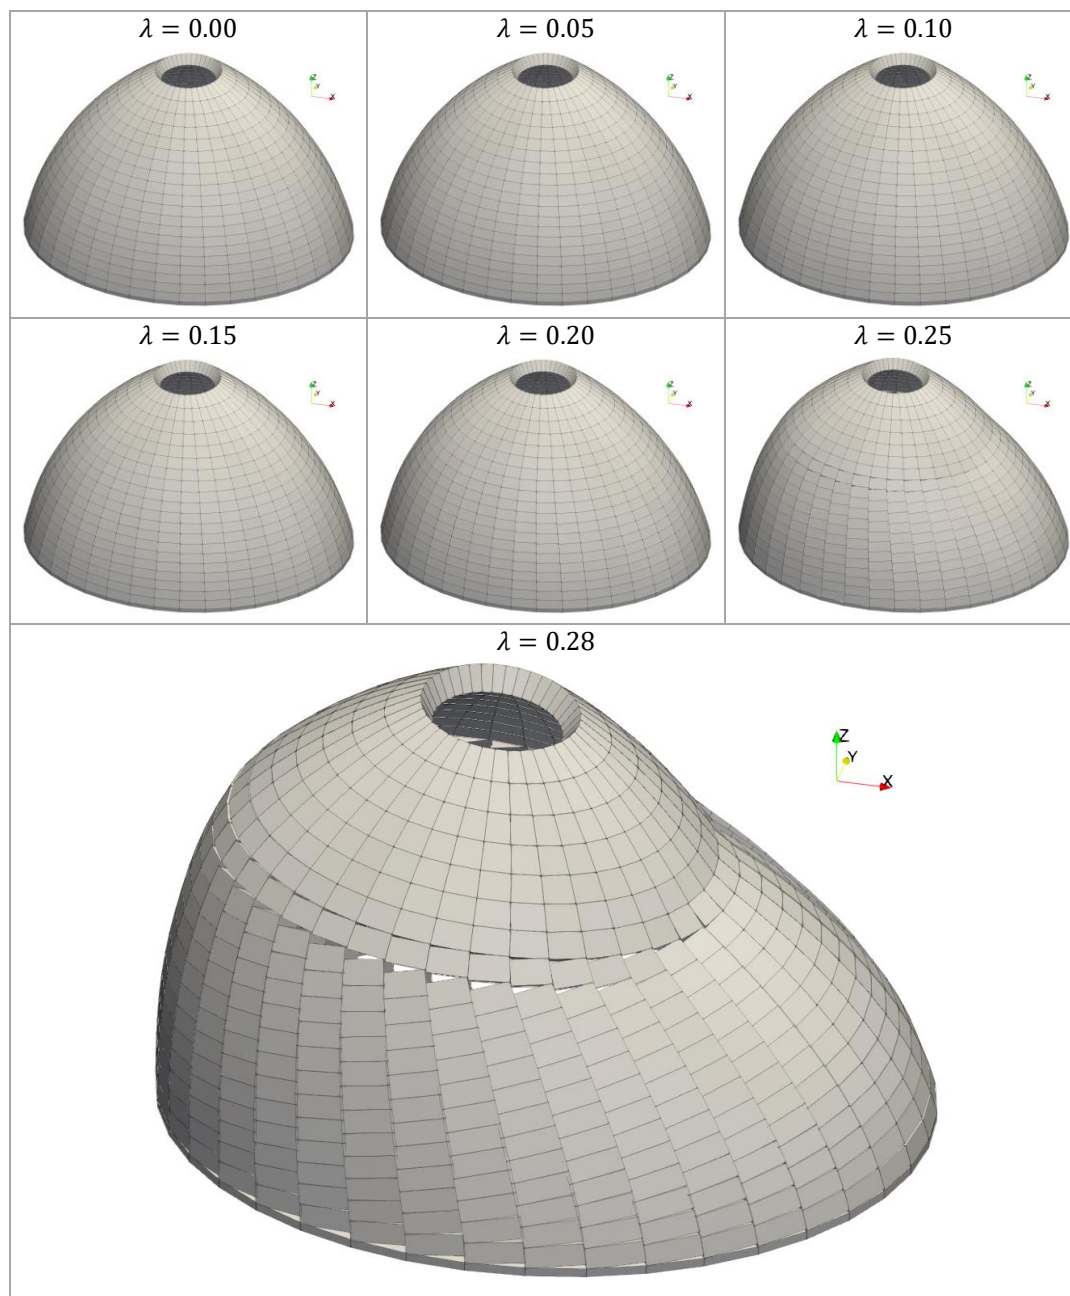 λ = 0.00
λ = 0.05
λ = 0.10
Z
Y
X
Z
Y
X
Z
Y
X
λ = 0.15
λ = 0.20
λ = 0.25
Z
Y
X
Z
Y
X
Z
Y
X
λ = 0.28
Z
Y
X